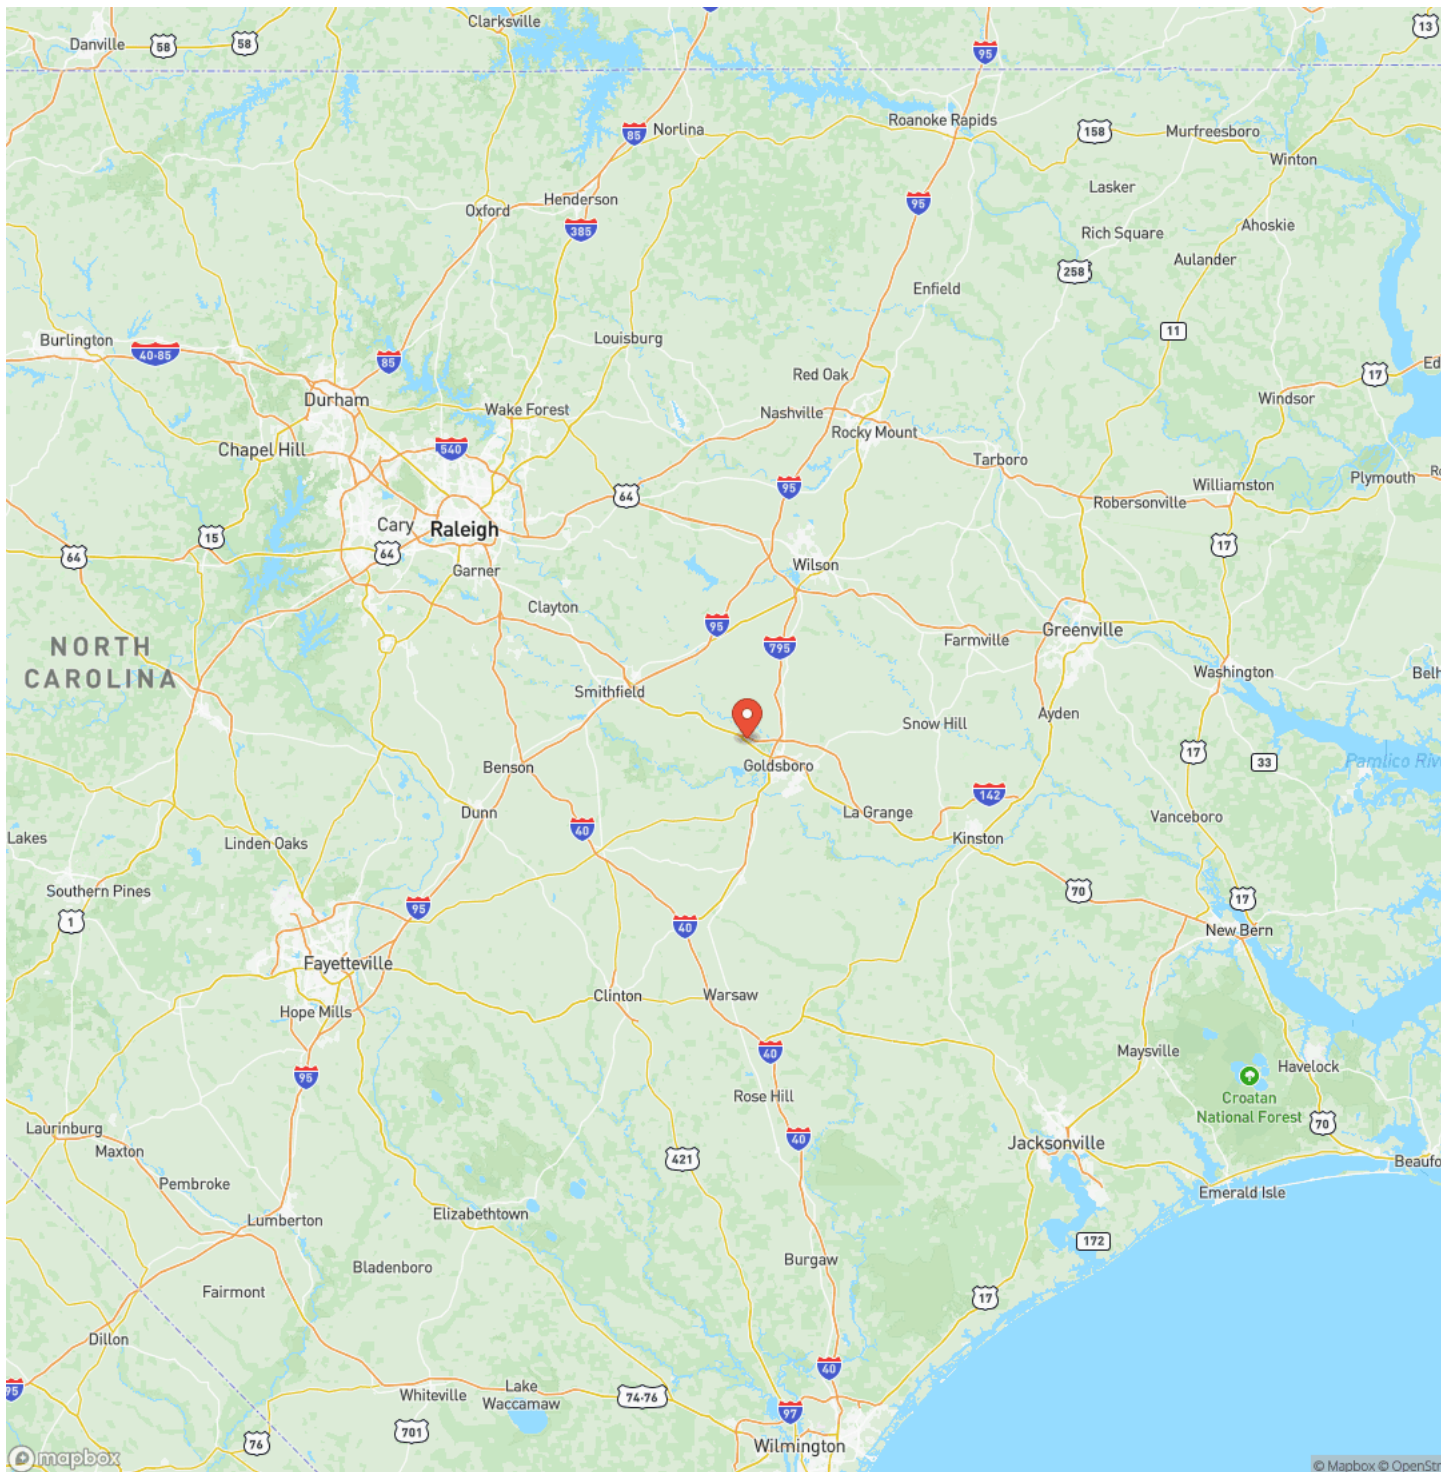 Clarksville
Danville
58
58
13
95
Roanoke Rapids
85
Norlina
158
Murfreesboro
Winton
Lasker
Henderson
Oxford
95
385
Rich Square
Ahoskie
Aulander
258
Enfield
11
Burlington
40-85
85
Louisburg
Red Oak
17
Ed
Durham
Wake Forest
Nashville
Windsor
Chapel Hill
540
Rocky Mount
Tarboro
95
64
Williamston
Plymouth
Ro
Robersonville
Cary
Raleigh
15
64
64
17
Wilson
Garner
Clayton
95
795
Farmville
Greenville
NORTH
CAROLINA
Washington
Belh
Smithfield
Snow Hill
Ayden
17
33
Pamlico Rive
Benson
Goldsboro
142
Dunn
La Grange
Vanceboro
40
Lakes
Linden Oaks
Kinston
Southern Pines
70
17
1
95
40
New Bern
Fayetteville
Clinton
Warsaw
Hope Mills
40
Maysville
Havelock
95
Rose Hill
Croatan
National Forest
70
Laurinburg
Maxton
40
Jacksonville
421
Beaufo
Pembroke
Emerald Isle
Lumberton
Elizabethtown
172
Bladenboro
Burgaw
Fairmont
17
Dillon
40
95
Whiteville
Lake
Waccamaw
74-76
97
701
76
Wilmington
mapbox
© Mapbox © OpenStr